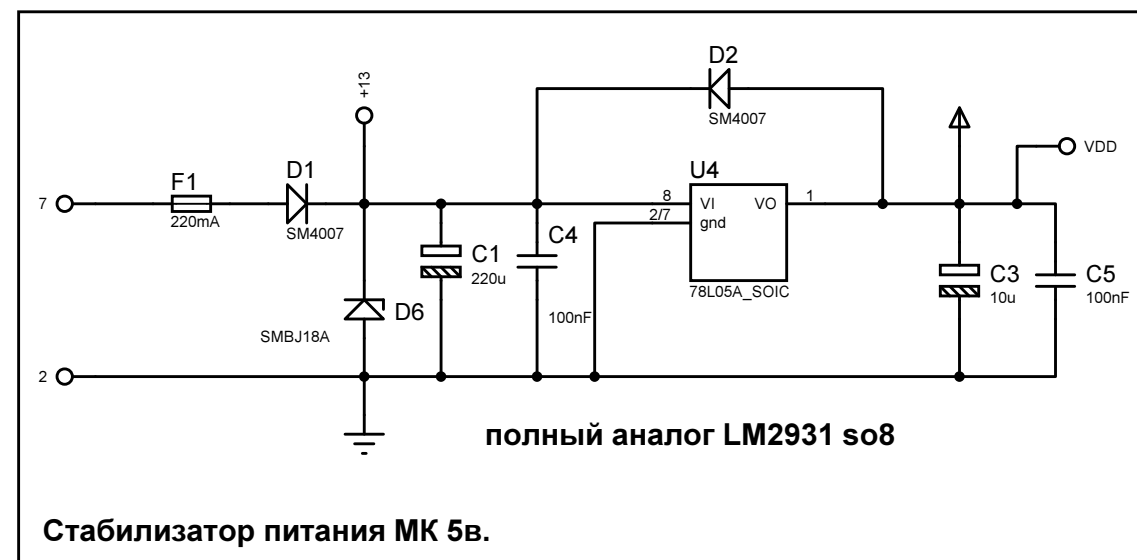 D2
SM4007
+13
VDD
F1
D1
U4
7
220mA
SM4007
8
VI
VO
1
2/7
gnd
C1
220u
C4
100nF
78L05A_SOIC
C3
10u
C5
100nF
D6
SMBJ18A
2
полный аналог LM2931 so8
Стабилизатор питания МК 5в.